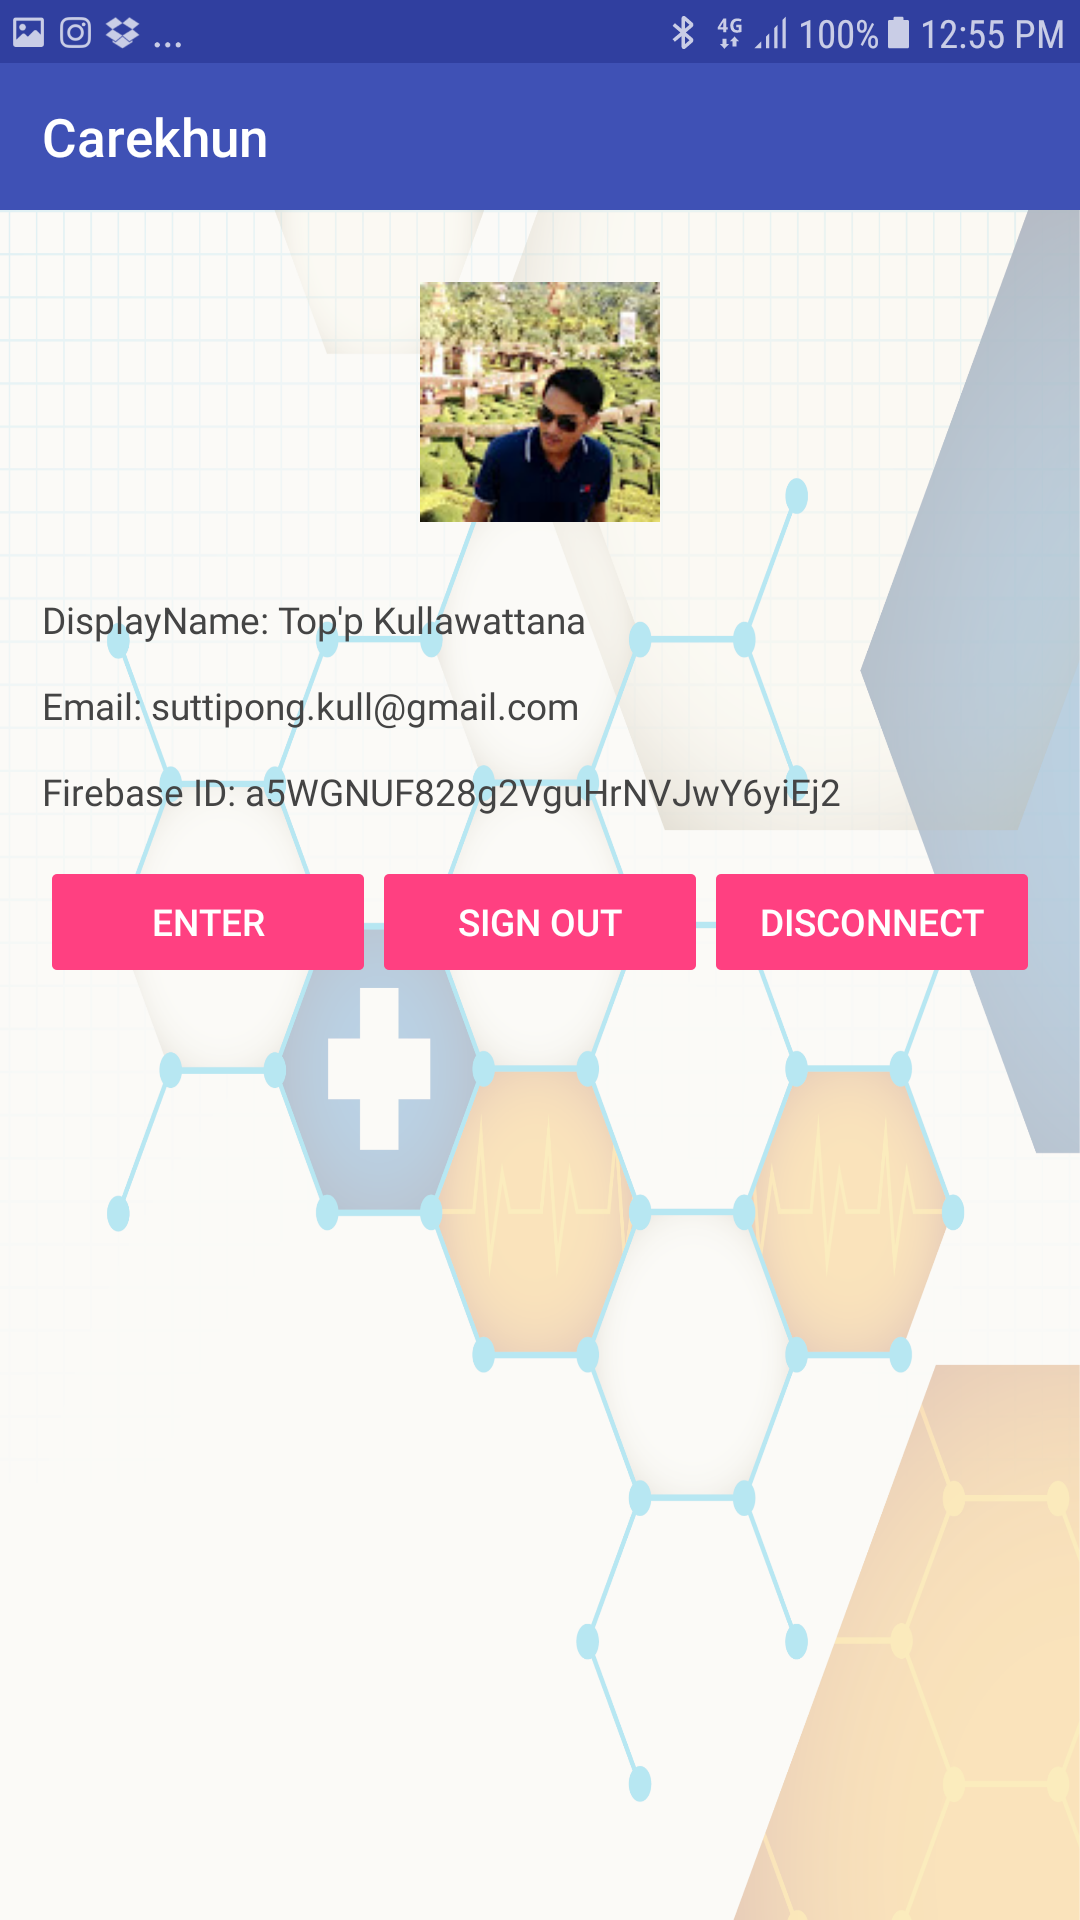 ... 4G 100% 12:55 PM
Carekhun
DisplayName: Top'p Kullawattana
Email: suttipong.kull@gmail.com
Firebase ID: a5WGNUF828g2VguHrNVJwY6yiEj2
ENTER SIGN OUT DISCONNECT